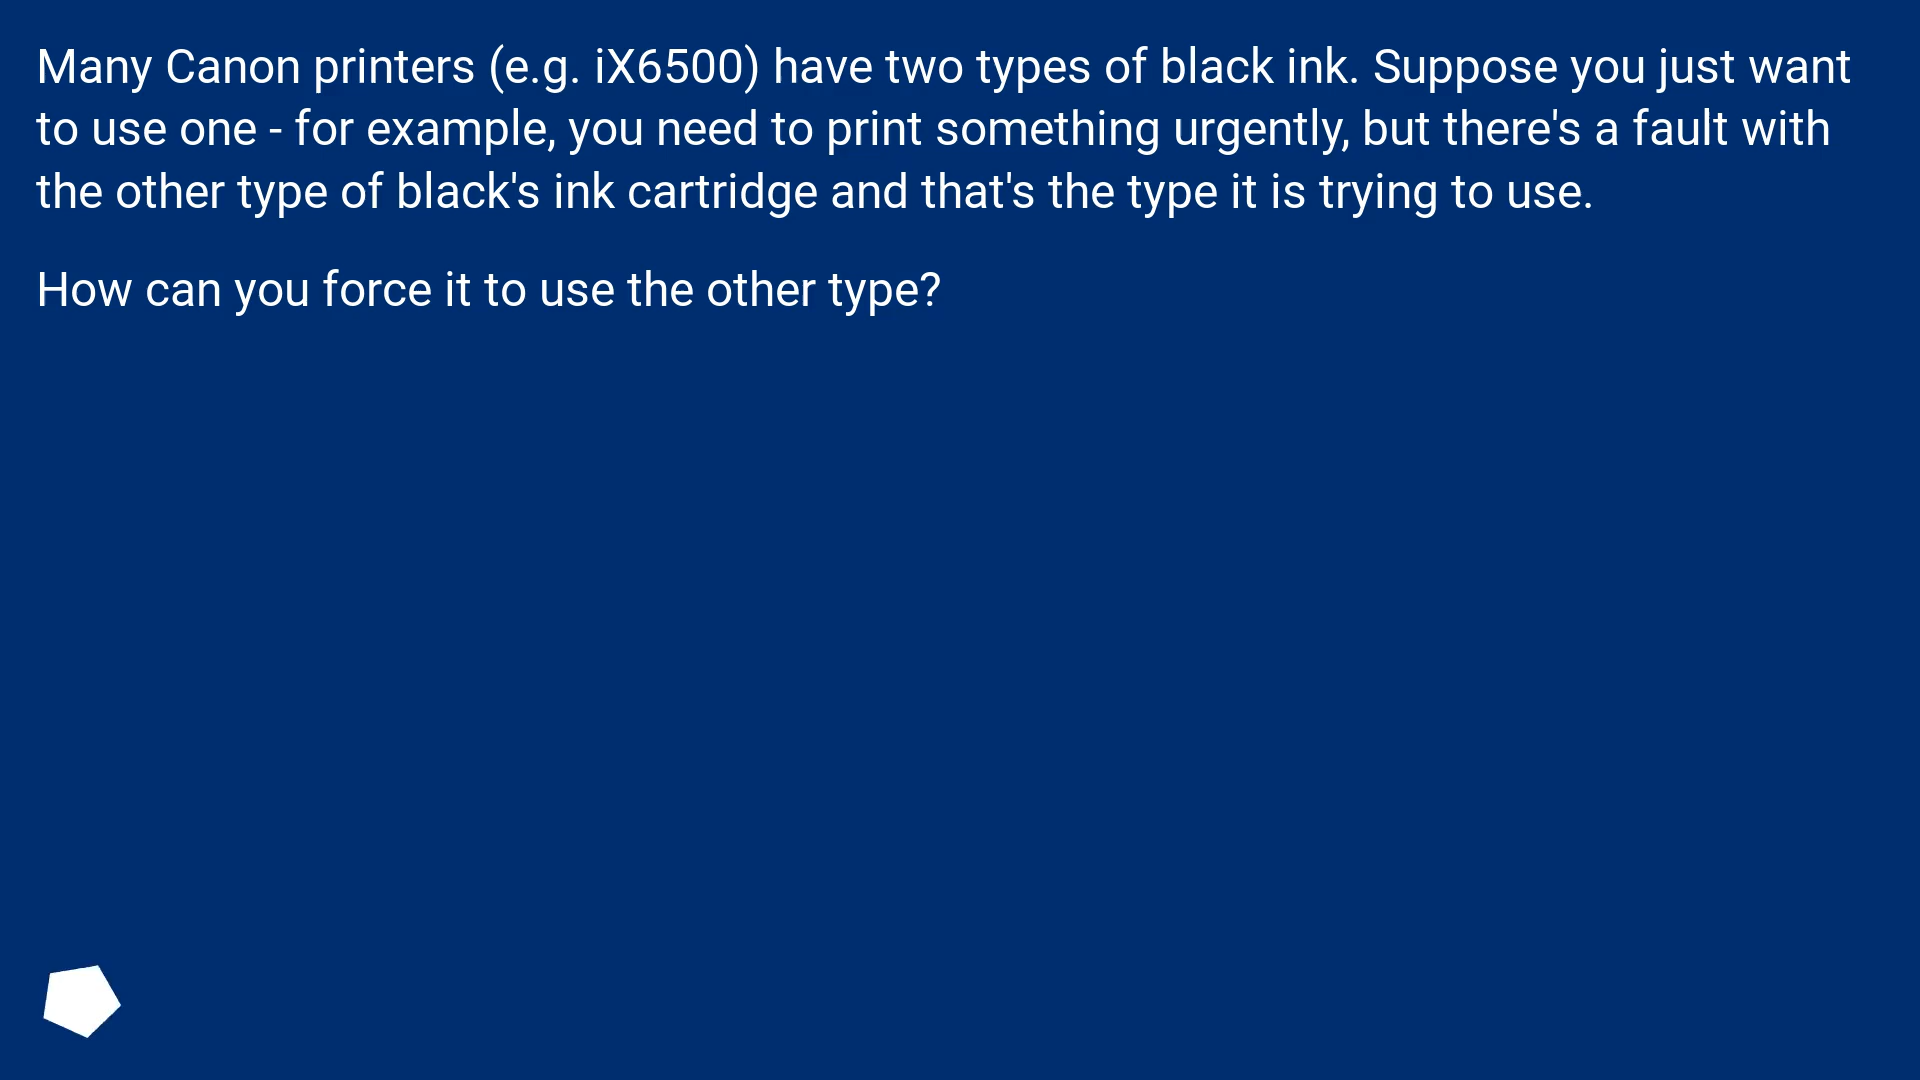 Many Canon printers (e.g. iX6500) have two types of black ink. Suppose you just want
to use one - for example, you need to print something urgently, but there's a fault with
the other type of black's ink cartridge and that's the type it is trying to use.
How can you force it to use the other type?